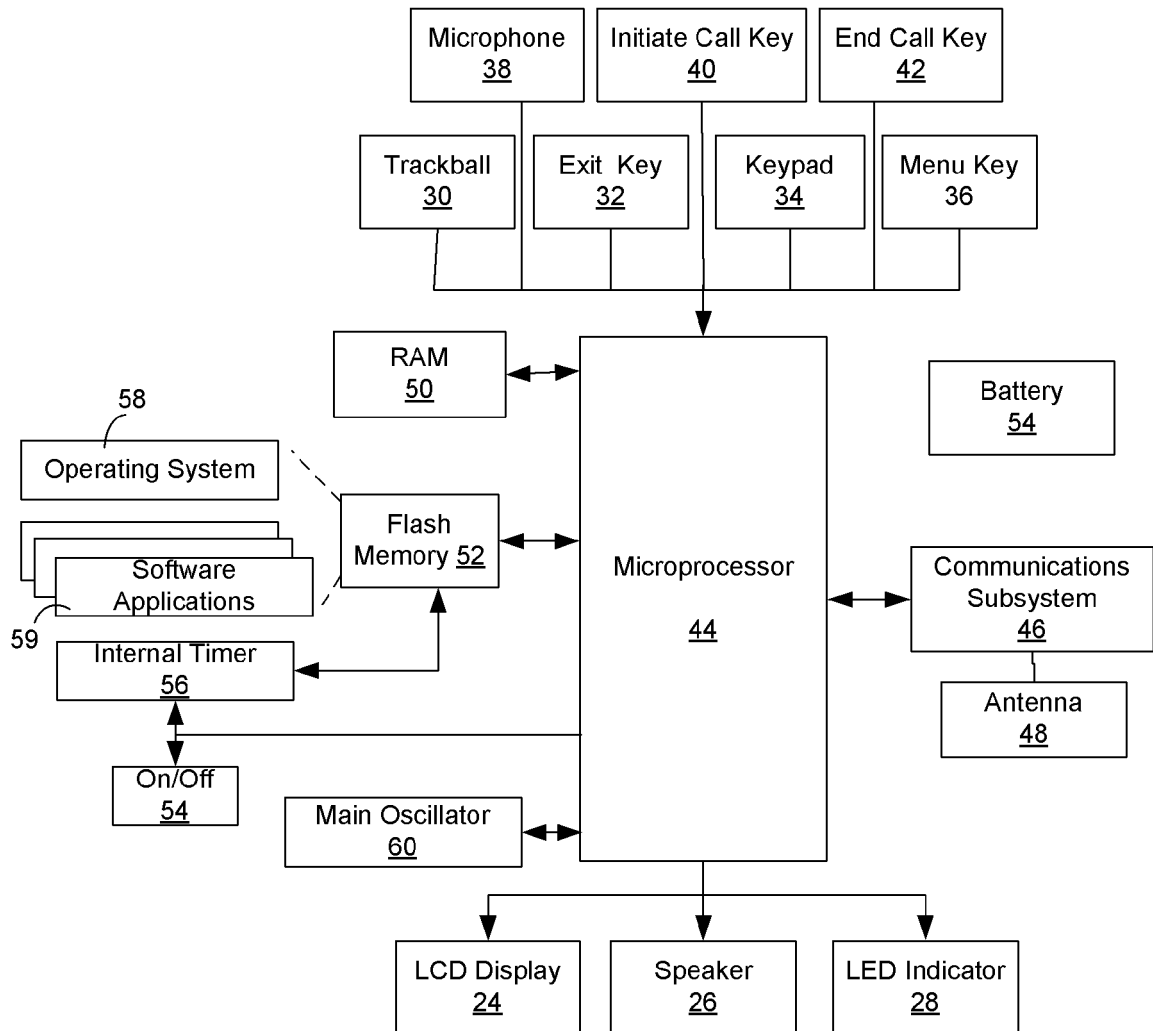 Microphone
38
Initiate Call Key
40
End Call Key
42
Trackball
30
Exit Key
32
Keypad
34
Menu Key
36
RAM
50
Battery
54
58
Operating System
Flash
Memory 52
Microprocessor
44
Communications
Subsystem
46
Software
Applications
59
Internal Timer
56
Antenna
48
On/Off
54
Main Oscillator
60
LCD Display
24
Speaker
26
LED Indicator
28